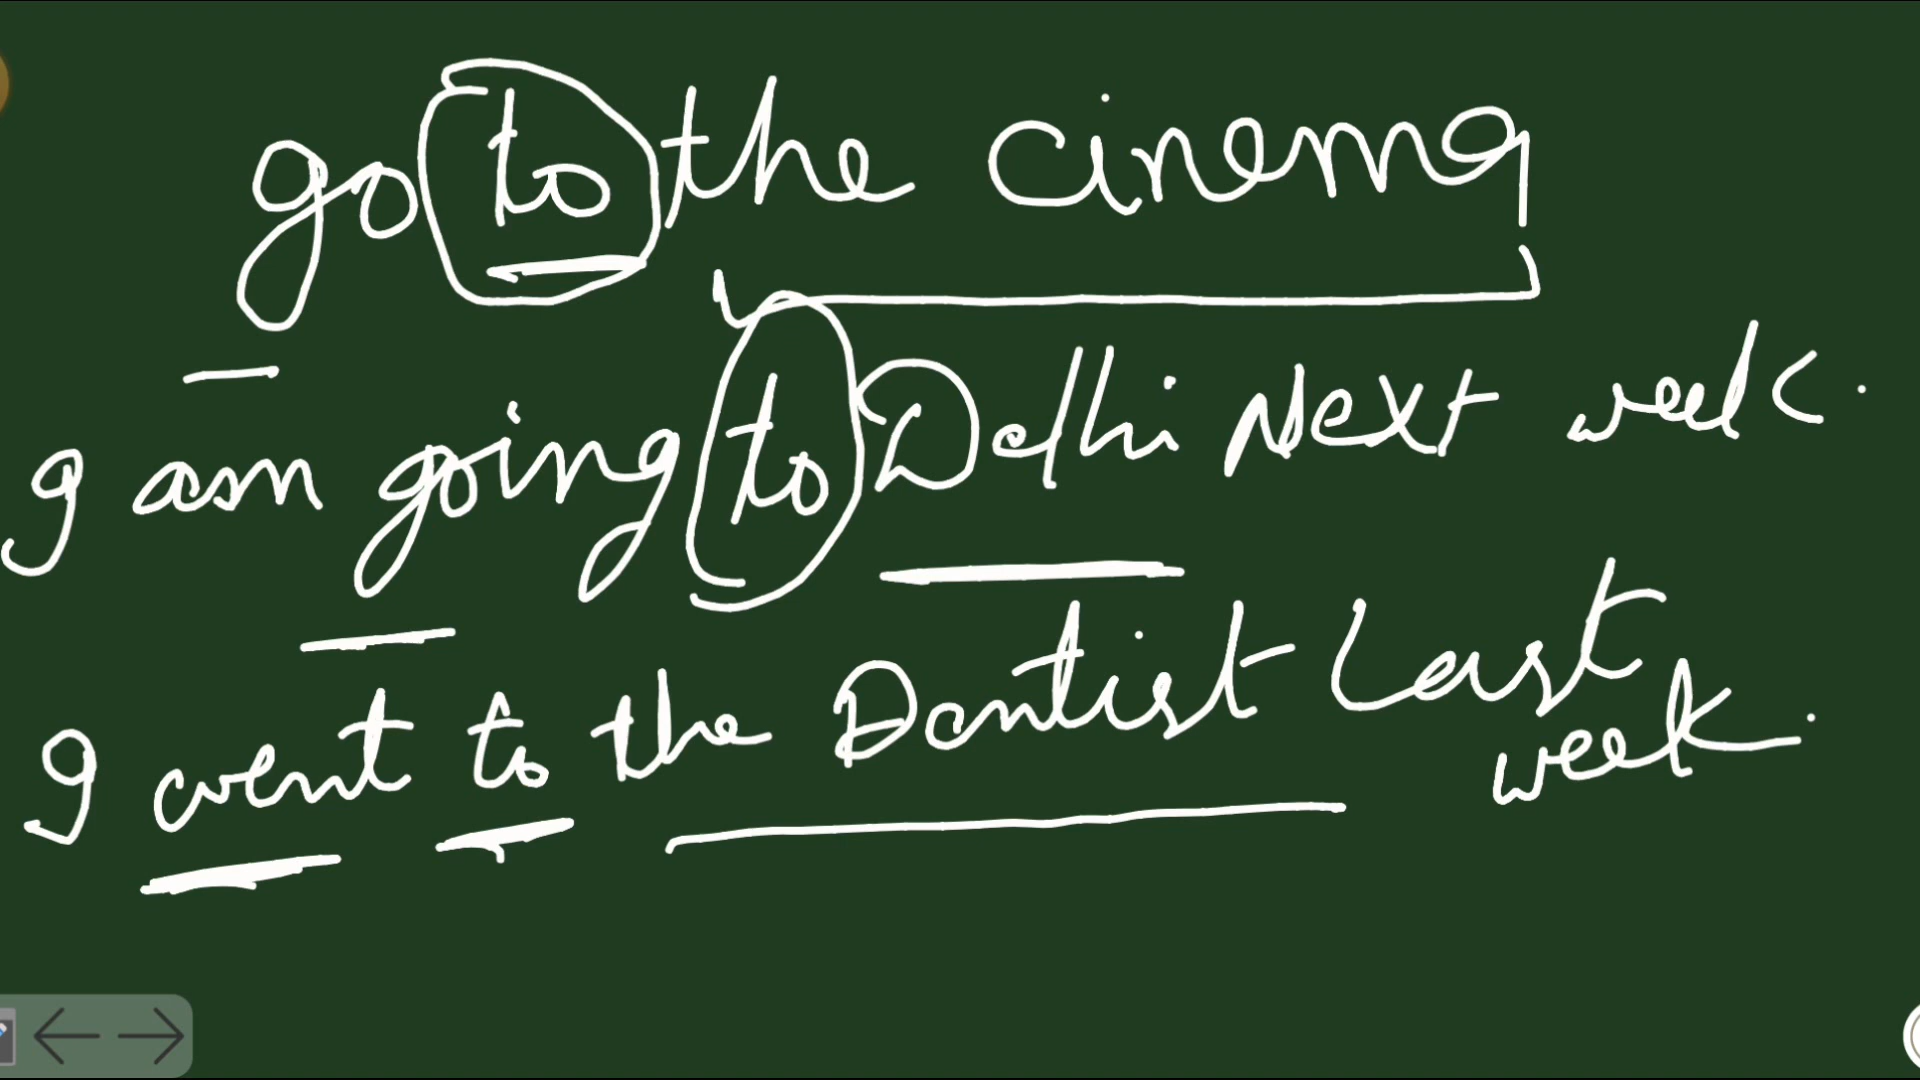 go to the cinema
I am going to Delhi Next week.
I went to the Dentist Last
week.